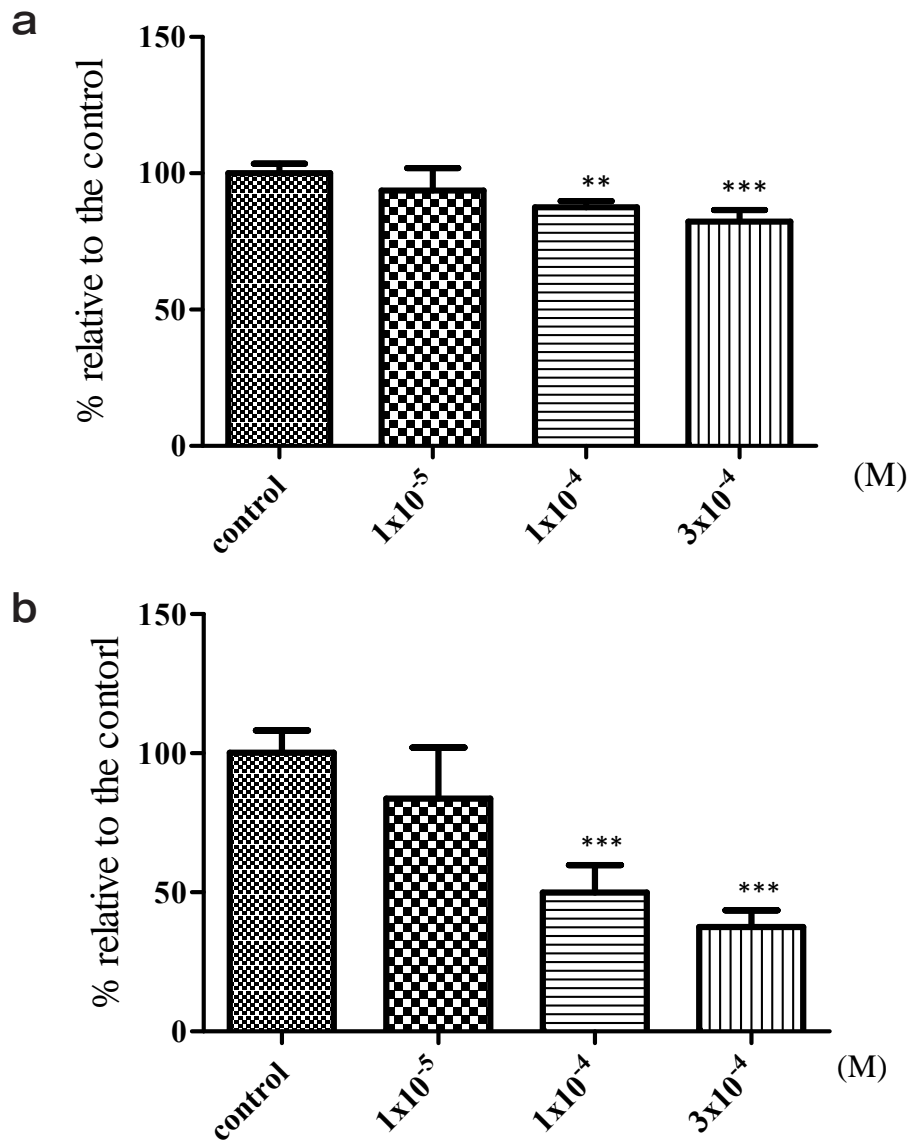 a
% relative to the control
150
100
50
0
**
***
control
1x10⁻⁵
1x10⁻⁴
3x10⁻⁴
(M)
b
% relative to the contorl
150
100
50
0
***
***
control
1x10⁻⁵
1x10⁻⁴
3x10⁻⁴
(M)